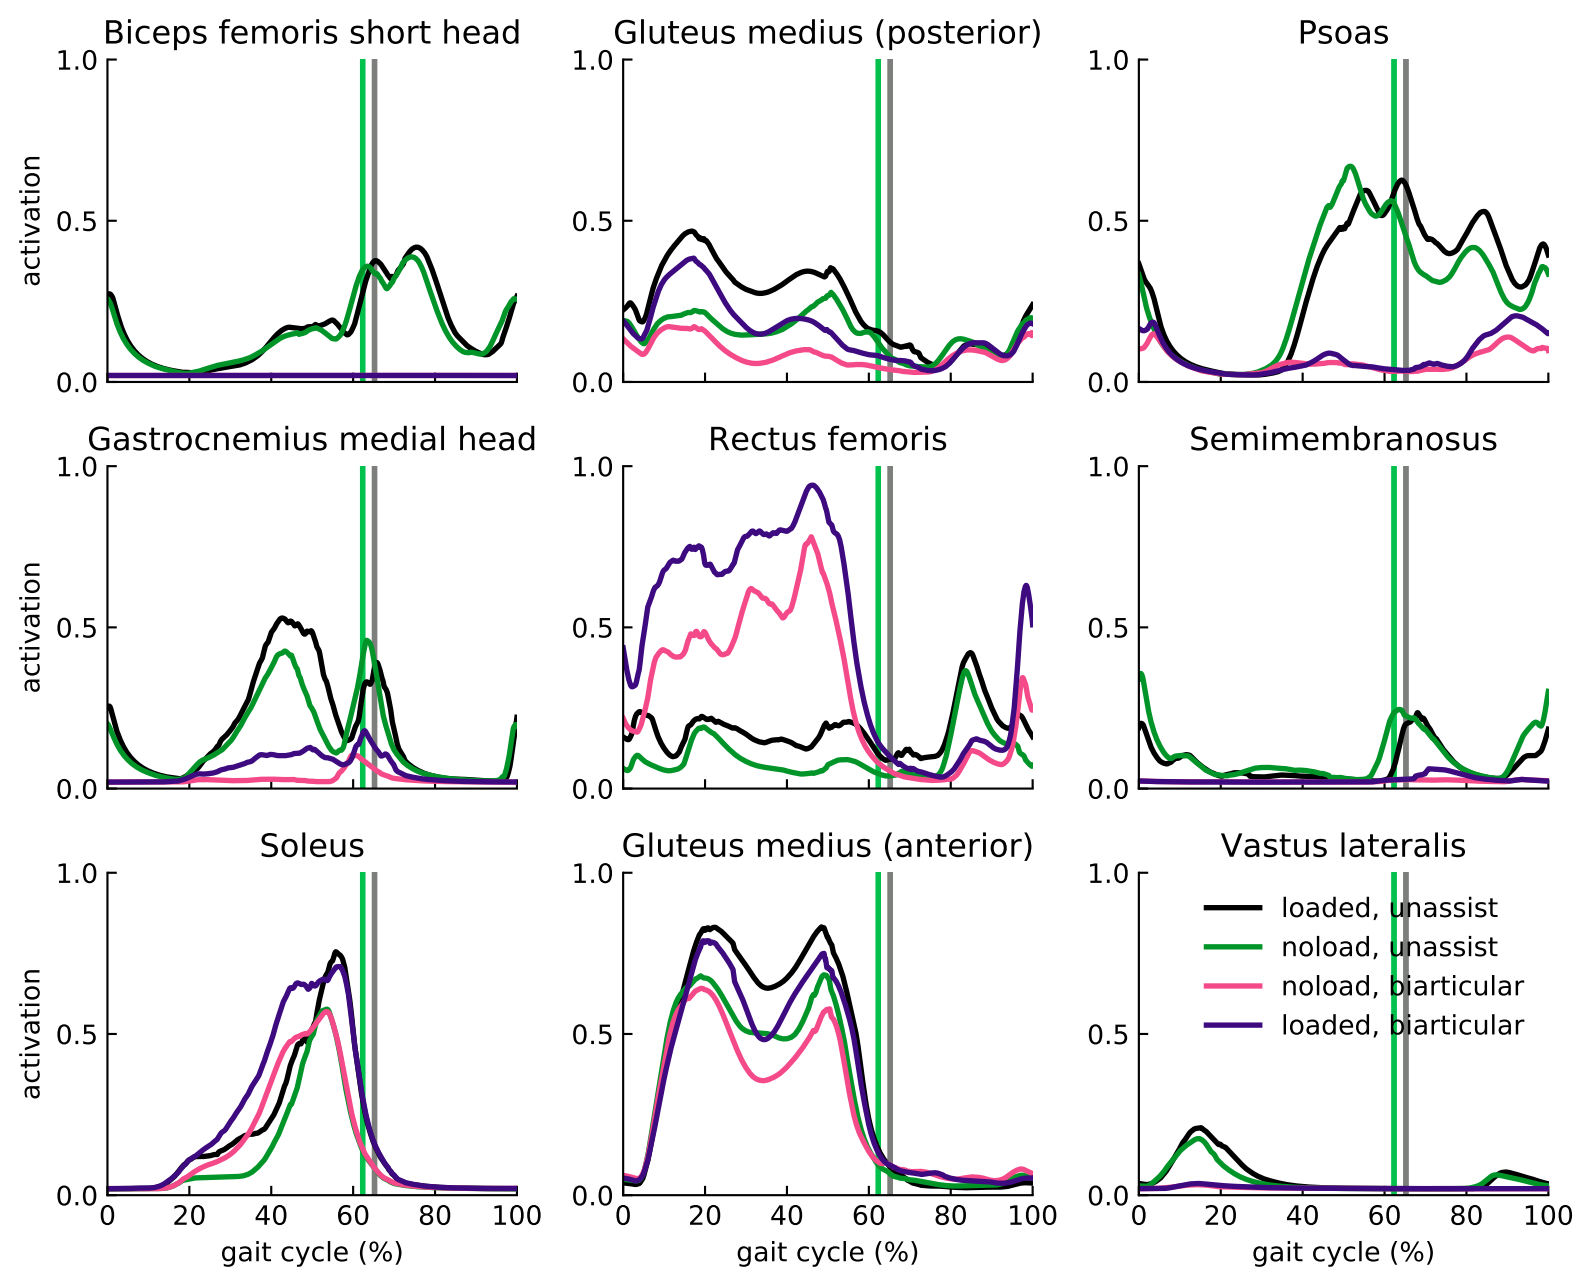 Biceps femoris short head
Gluteus medius (posterior)
Psoas
1.0
0.5
0.0
activation
1.0
0.5
0.0
1.0
0.5
0.0
Gastrocnemius medial head
Rectus femoris
Semimembranosus
1.0
0.5
0.0
activation
1.0
0.5
0.0
1.0
0.5
0.0
Soleus
Gluteus medius (anterior)
Vastus lateralis
1.0
0.5
0.0
activation
1.0
0.5
0.0
1.0
0.5
0.0
loaded, unassist
noload, unassist
noload, biarticular
loaded, biarticular
0 20 40 60 80 100
0 20 40 60 80 100
0 20 40 60 80 100
gait cycle (%)
gait cycle (%)
gait cycle (%)